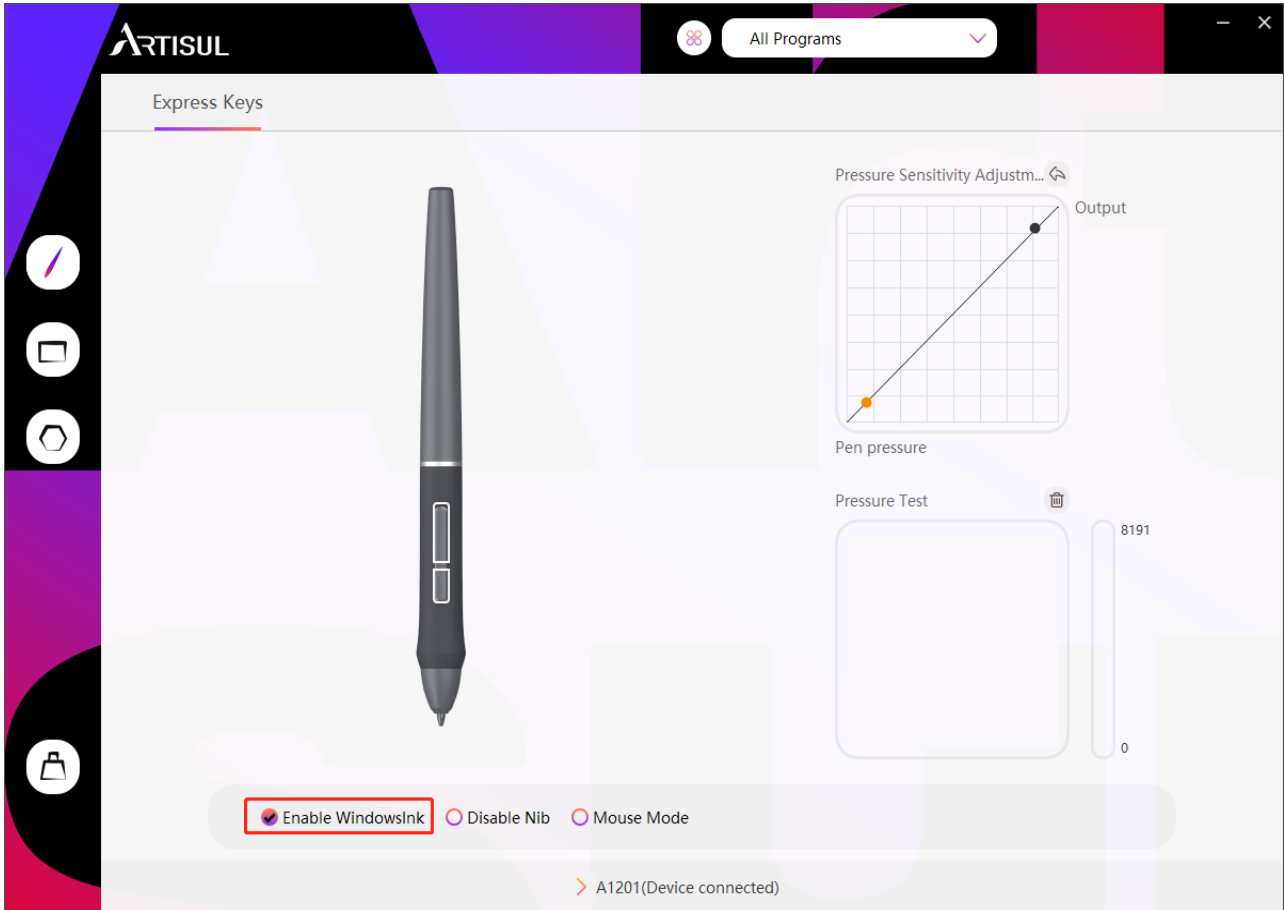 ARTISUL
All Programs
Express Keys
Pressure Sensitivity Adjustm...
Output
Pen pressure
Pressure Test
8191
0
Enable WindowsInk
Disable Nib
Mouse Mode
A1201(Device connected)